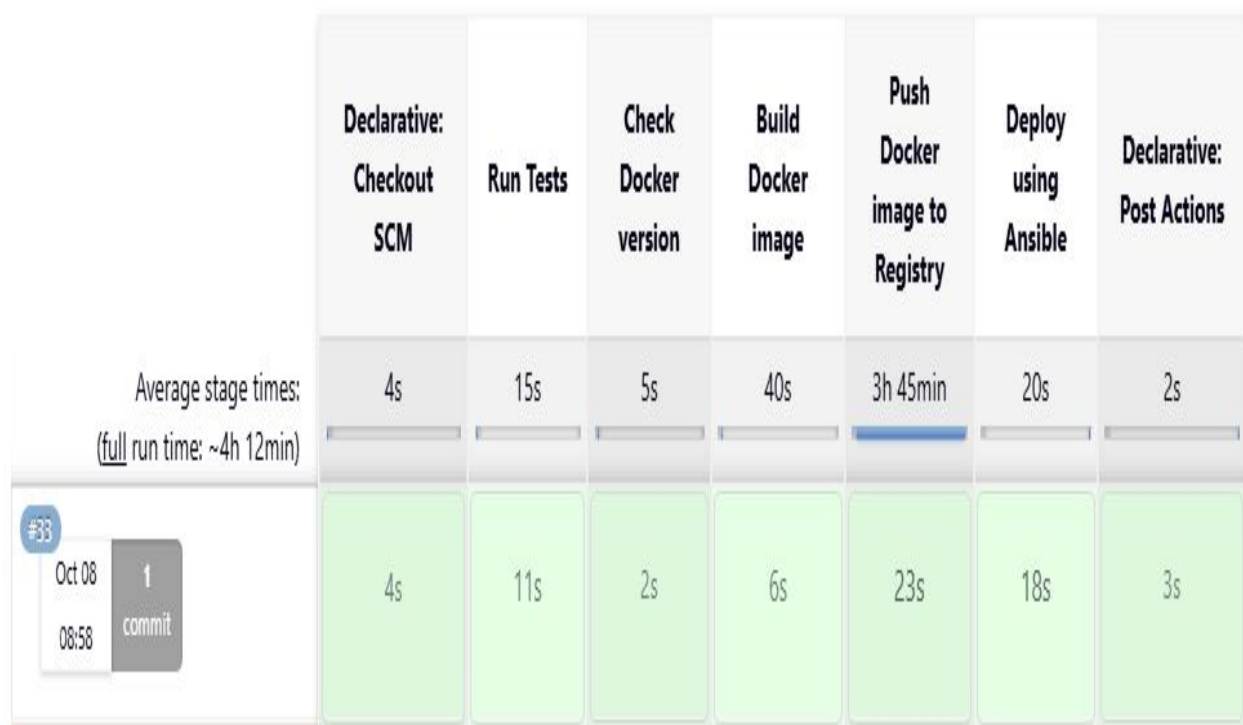 Declarative:
Checkout
SCM
Run Tests
Check
Docker
version
Build
Docker
image
Push
Docker
image to
Registry
Deploy
using
Ansible
Declarative:
Post Actions
Average stage times:
(full run time: ~4h 12min)
4s
15s
5s
40s
3h 45min
20s
2s
#33
Oct 08
08:58
1
commit
4s
11s
2s
6s
23s
18s
3s